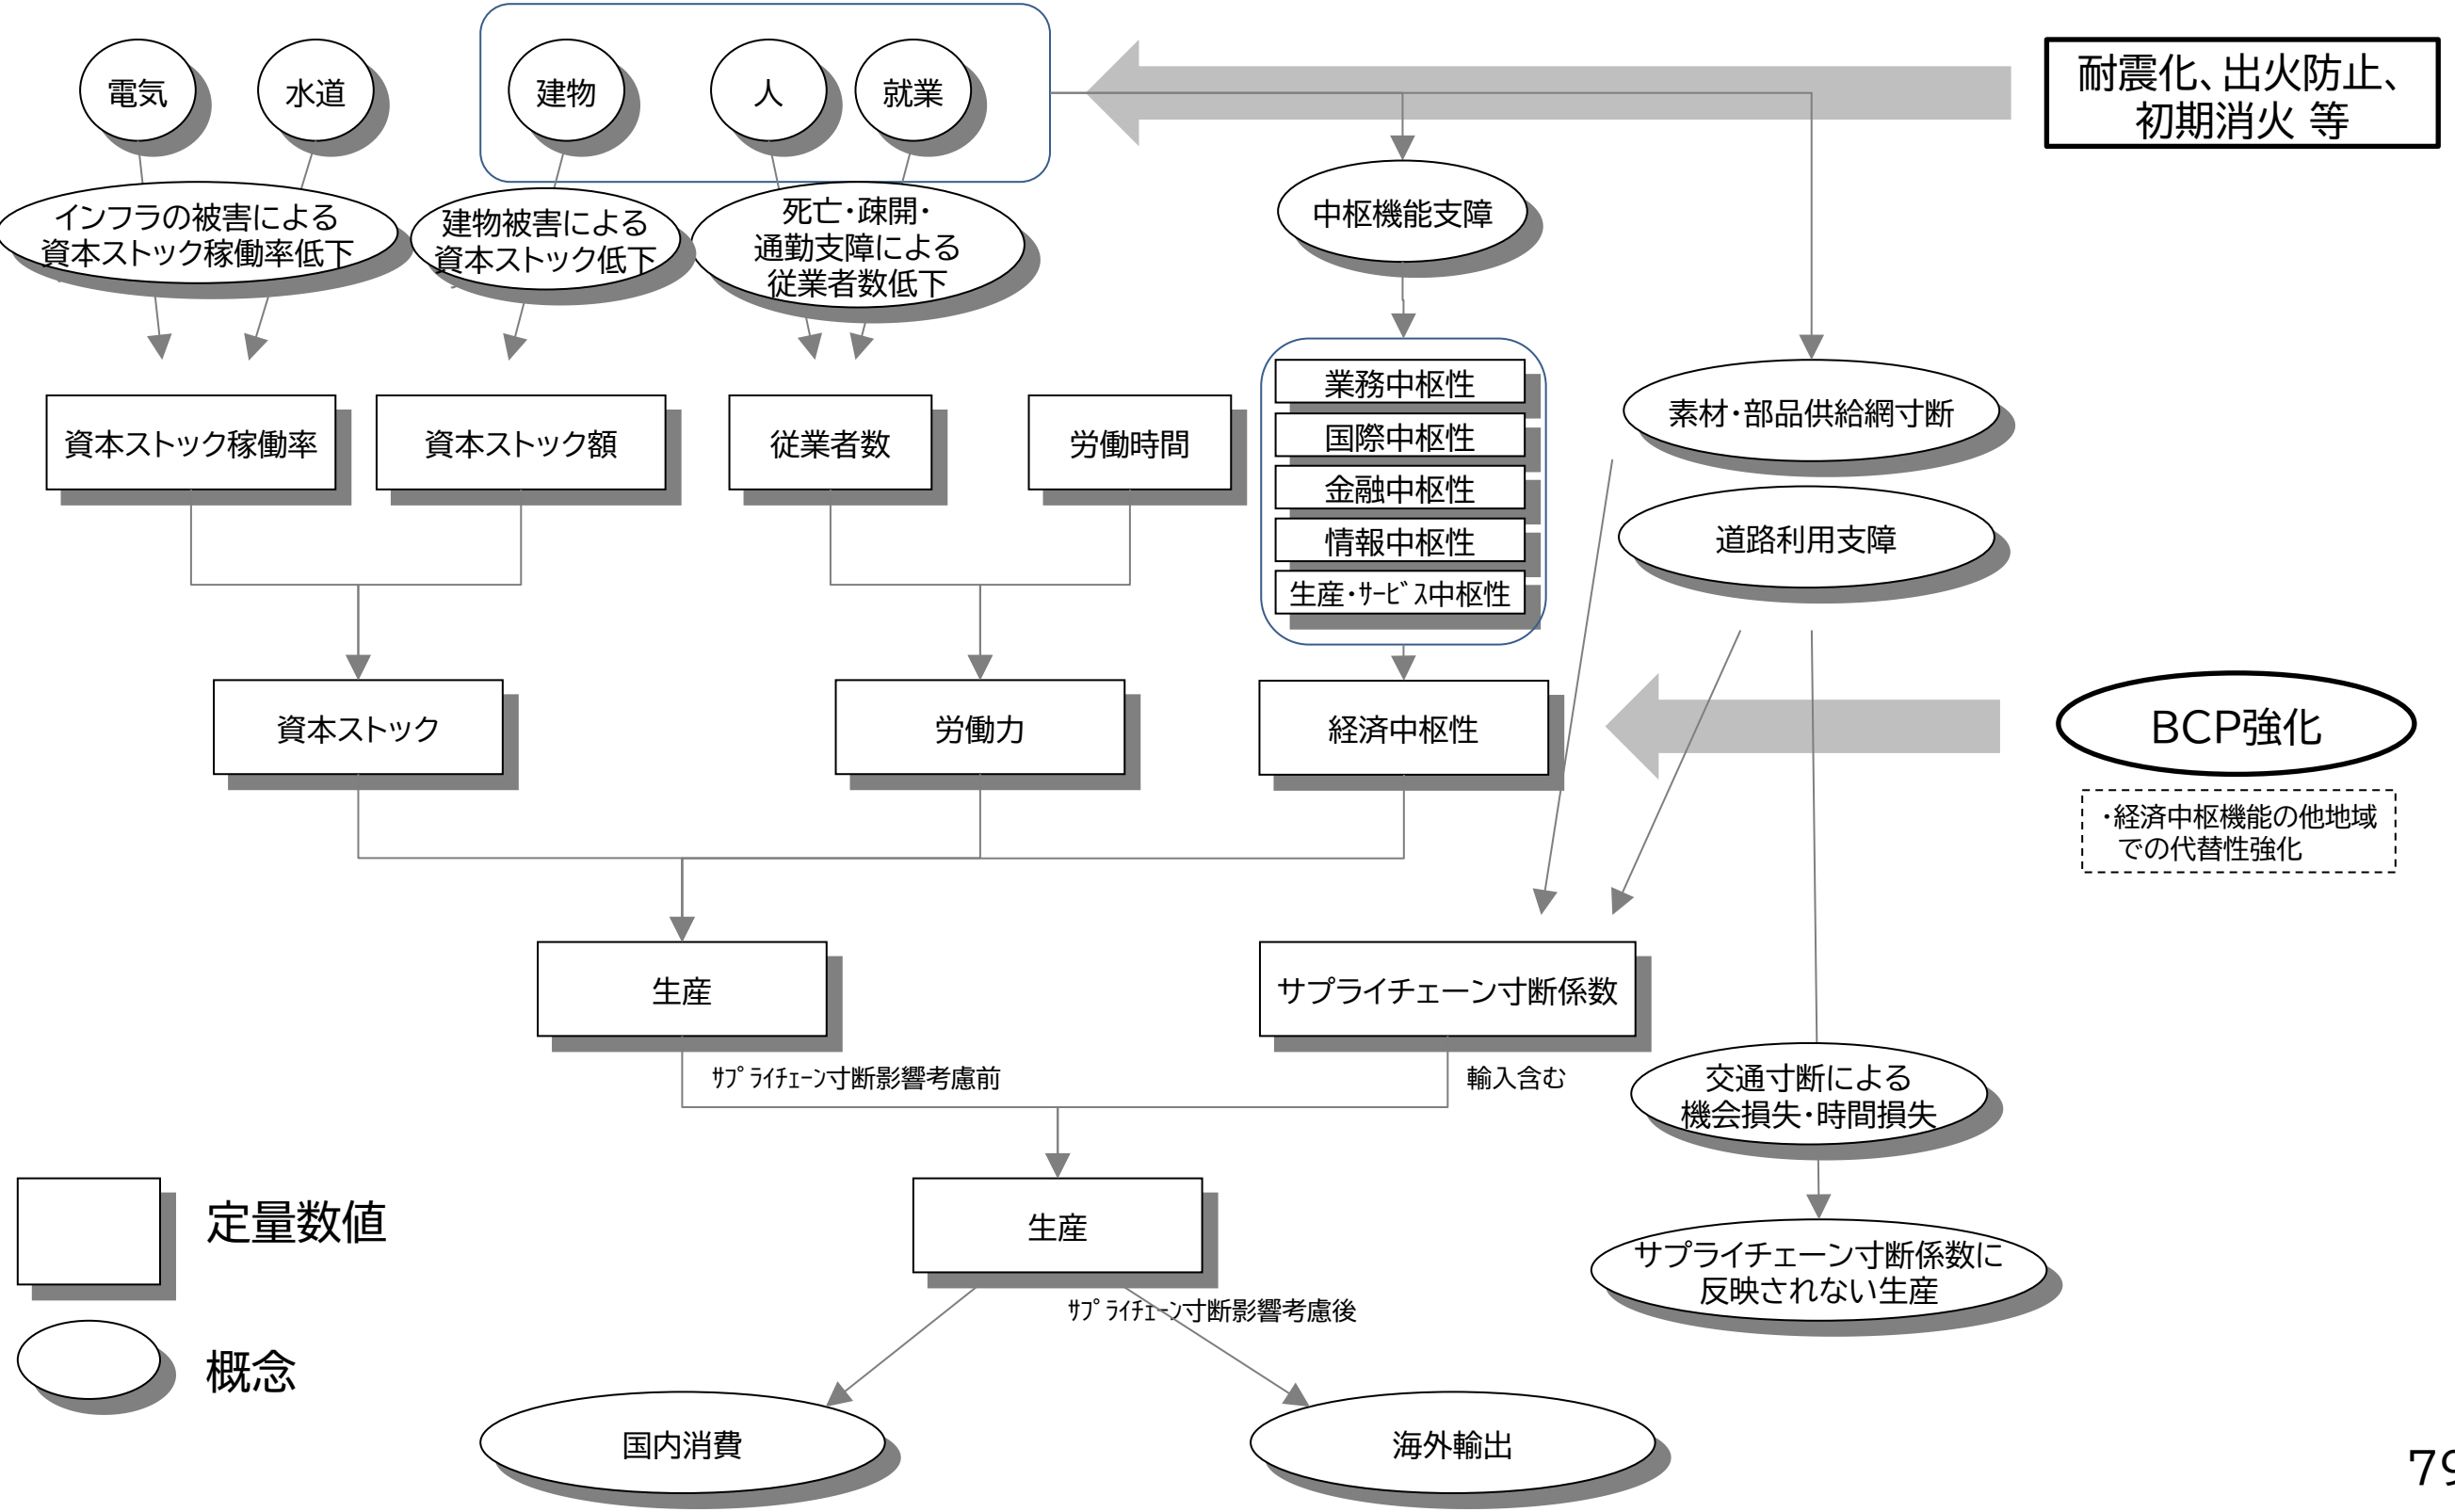 電気
水道
建物
人
就業
耐震化、出火防止、
初期消火 等
インフラの被害による
資本ストック稼働率低下
建物被害による
資本ストック低下
死亡・疎開・
通勤支障による
従業者数低下
中枢機能支障
資本ストック稼働率
資本ストック額
従業者数
労働時間
業務中枢性
国際中枢性
金融中枢性
情報中枢性
生産・ｻｰﾋﾞｽ中枢性
素材・部品供給網寸断
道路利用支障
資本ストック
労働力
経済中枢性
BCP強化
・経済中枢機能の他地域
での代替性強化
生産
サプライチェーン寸断係数
ｻﾌﾟﾗｲﾁｪｰﾝ寸断影響考慮前
輸入含む
交通寸断による
機会損失・時間損失
定量数値
生産
サプライチェーン寸断係数に
反映されない生産
ｻﾌﾟﾗｲﾁｪｰﾝ寸断影響考慮後
概念
国内消費
海外輸出
79